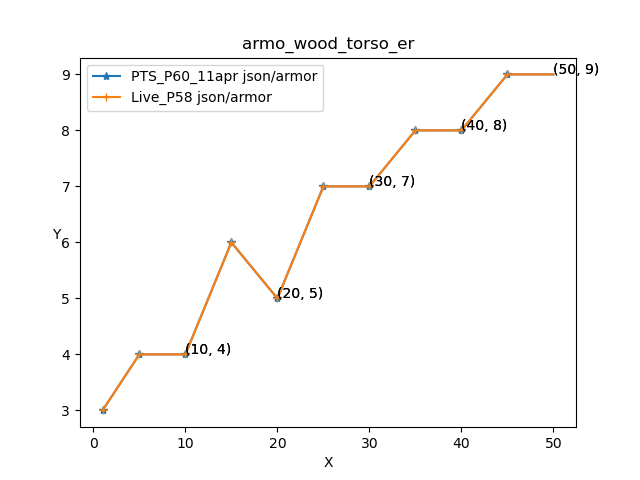 armo_wood_torso_er
PTS_P60_11apr json/armor
Live_P58 json/armor
Y
9
8
7
6
5
4
3
(50, 9)
(40, 8)
(30, 7)
(20, 5)
(10, 4)
0 10 20 30 40 50
X